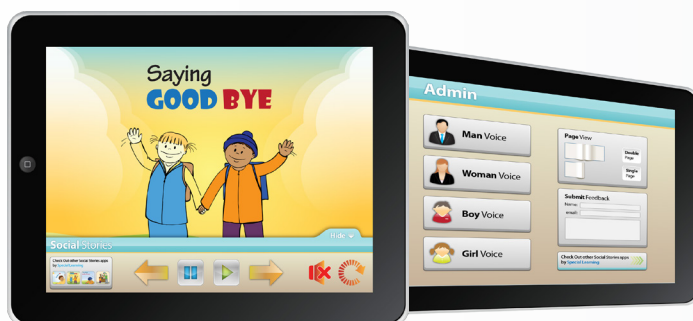 Saying
GOOD BYE
Hide
Social Stories
Check Out other Social Stories apps
by Special Learning
Admin
Man Voice
Woman Voice
Boy Voice
Girl Voice
Page View
Double
Page
Single
Page
Submit Feedback
Name:
email:
Check Out other Social Stories apps
by Special Learning